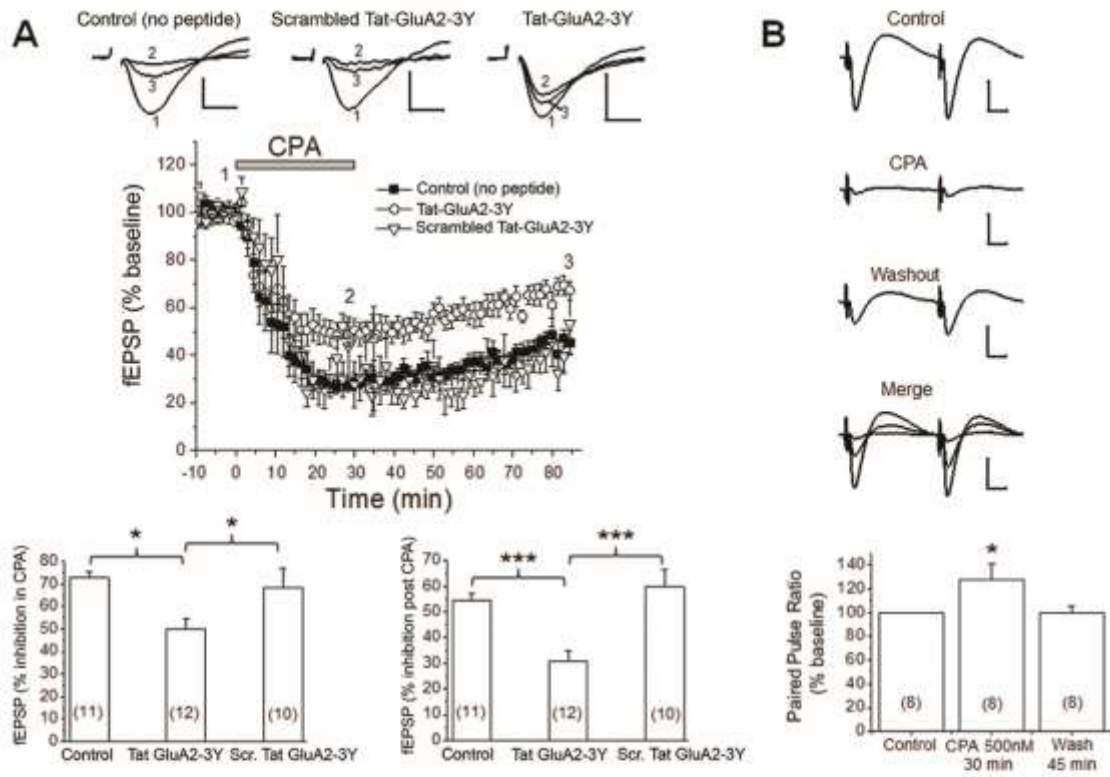 A
Control (no peptide)
Scrambled Tat-GluA2-3Y
Tat-GluA2-3Y
2
3
1
2
3
1
2
3
1
CPA
1
2
3
Control (no peptide)
Tat-GluA2-3Y
Scrambled Tat-GluA2-3Y
fEPSP (% baseline)
120
100
80
60
40
20
0
-10 0 10 20 30 40 50 60 70 80
Time (min)
fEPSP (% inhibition in CPA)
80
70
60
50
40
30
20
10
0
*
*
(11)
(12)
(10)
Control
Tat GluA2-3Y
Scr. Tat GluA2-3Y
fEPSP (% inhibition post CPA)
70
60
50
40
30
20
10
0
***
***
(11)
(12)
(10)
Control
Tat GluA2-3Y
Scr. Tat GluA2-3Y
B
Control
CPA
Washout
Merge
Paired Pulse Ratio
(% baseline)
140
120
100
80
60
40
20
0
*
(8)
(8)
(8)
Control
CPA 500nM
30 min
Wash
45 min